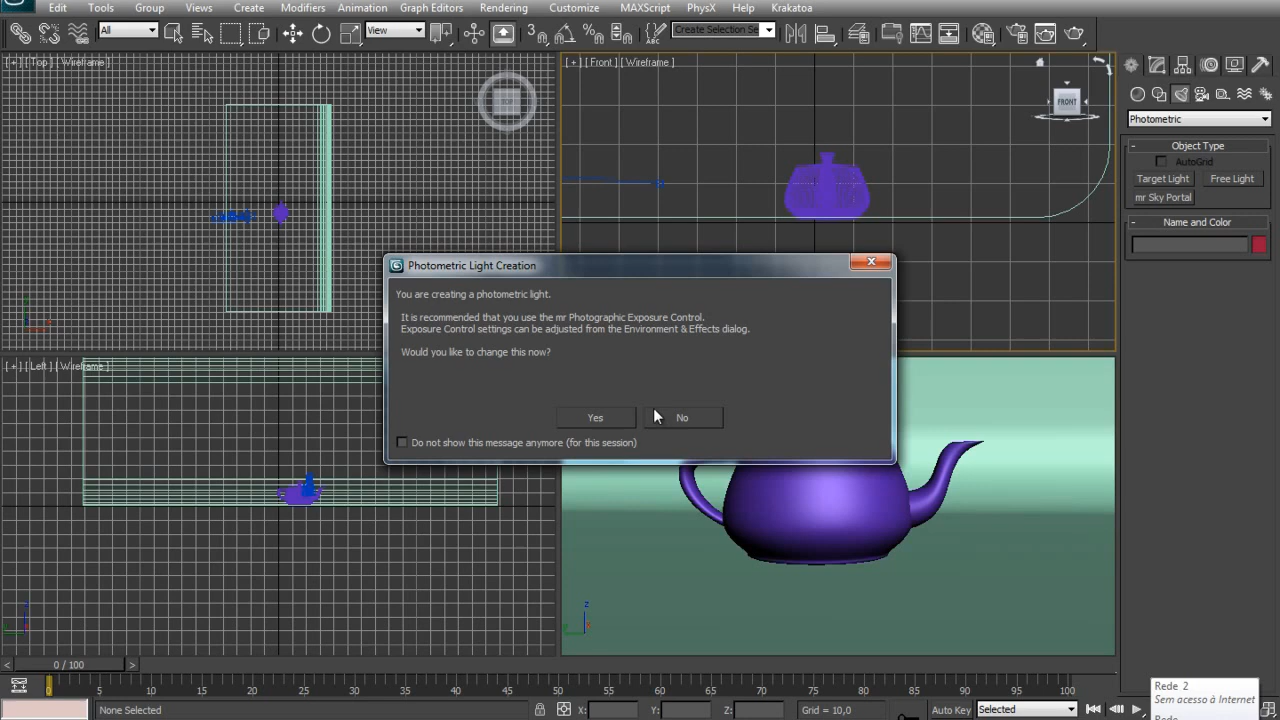 Edit Tools Group Views Create Modifiers Animation Graph Editors Rendering Customize MAXScript PhysX Help Krakatoa
All View Create Selection Se
[ + ] [ Top ] [ Wireframe ]
[ + ] [ Front ] [ Wireframe ]
FRONT
Photometric
- Object Type
AutoGrid
Target Light Free Light
mr Sky Portal
- Name and Color
Photometric Light Creation
You are creating a photometric light.
It is recommended that you use the mr Photographic Exposure Control.
Exposure Control settings can be adjusted from the Environment & Effects dialog.
Would you like to change this now?
Yes No
Do not show this message anymore (for this session)
[ + ] [ Left ] [ Wireframe ]
< 0 / 100 >
0 5 10 15 20 25 30 35 40 45 50 55 60 65 70 75 80 85 90 95 100
Rede 2
Sem acesso à Internet
None Selected X: Y: Z: Grid = 10,0 Auto Key Selected